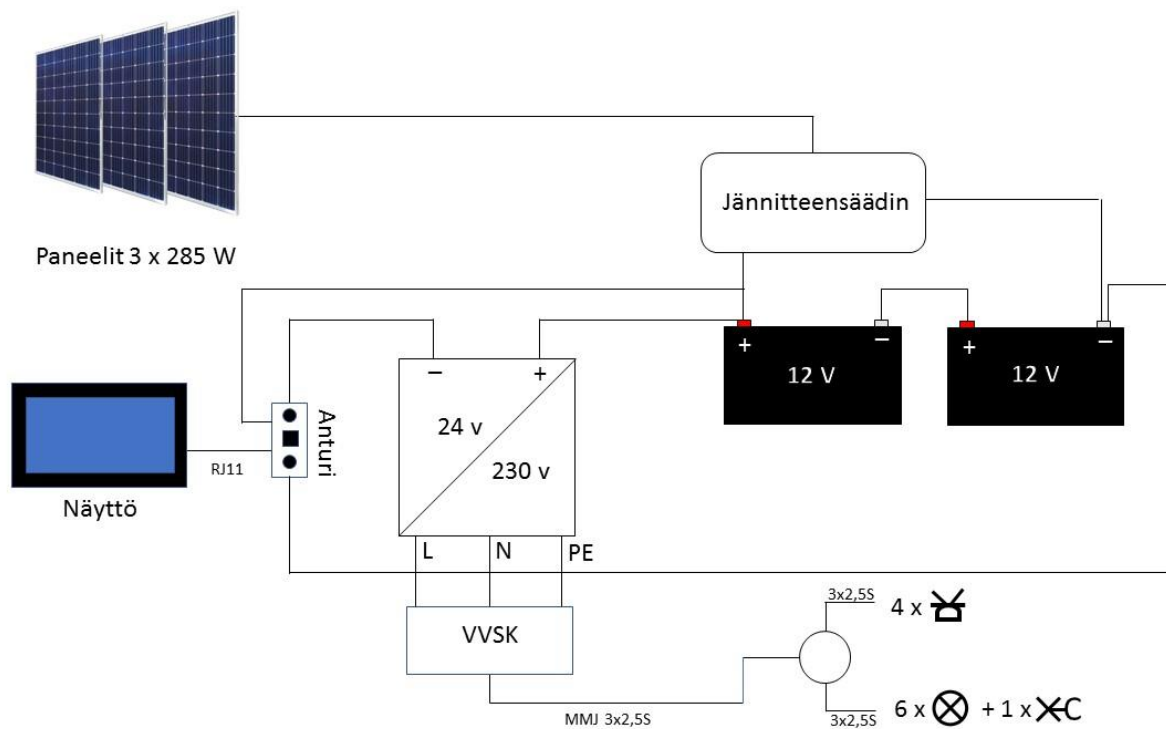 Jännitteensäädin
Paneelit 3 x 285 W
+
−
+
−
12 V
12 V
−
+
24 v
230 v
Anturi
RJ11
Näyttö
L
N
PE
VVSK
MMJ 3x2,5S
3x2,5S
4 x
3x2,5S
6 x
+ 1 x
C